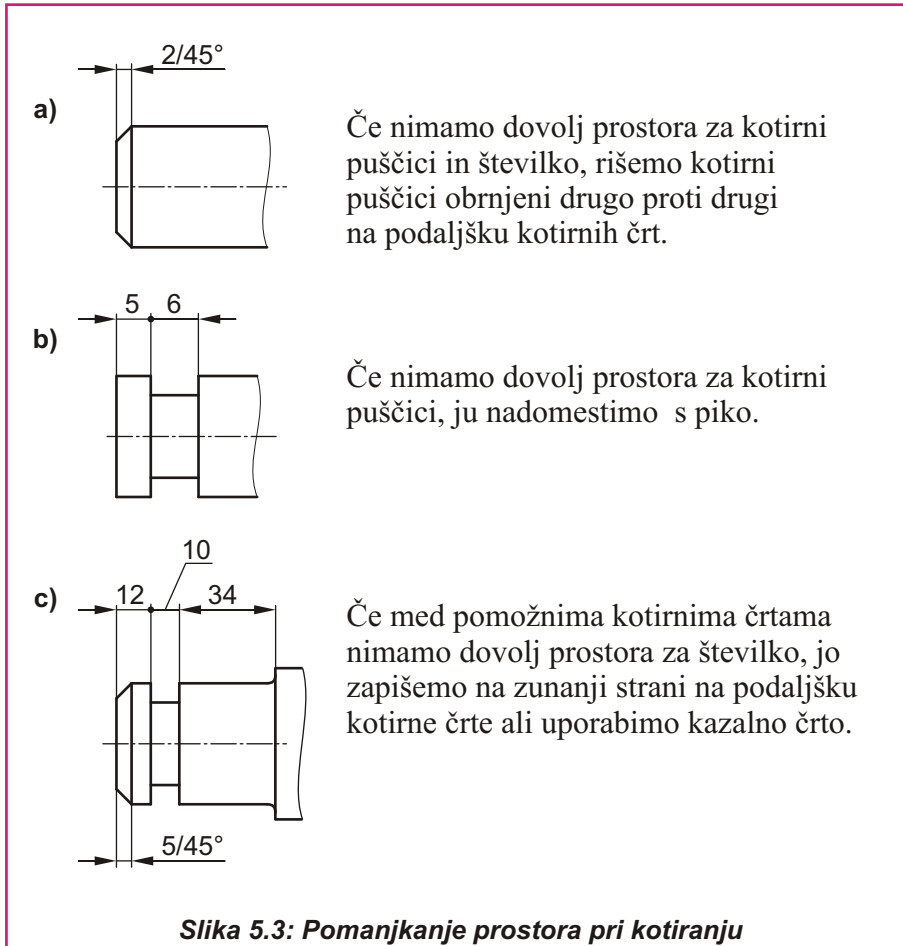 2/45°
a)
Če nimamo dovolj prostora za kotirni
puščici in številko, rišemo kotirni
puščici obrnjeni drugo proti drugi
na podaljšku kotirnih črt.
5 6
b)
Če nimamo dovolj prostora za kotirni
puščici, ju nadomestimo s piko.
10
c)
12 34
Če med pomožnima kotirnima črtama
nimamo dovolj prostora za številko, jo
zapišemo na zunanji strani na podaljšku
kotirne črte ali uporabimo kazalno črto.
5/45°
Slika 5.3: Pomanjkanje prostora pri kotiranju